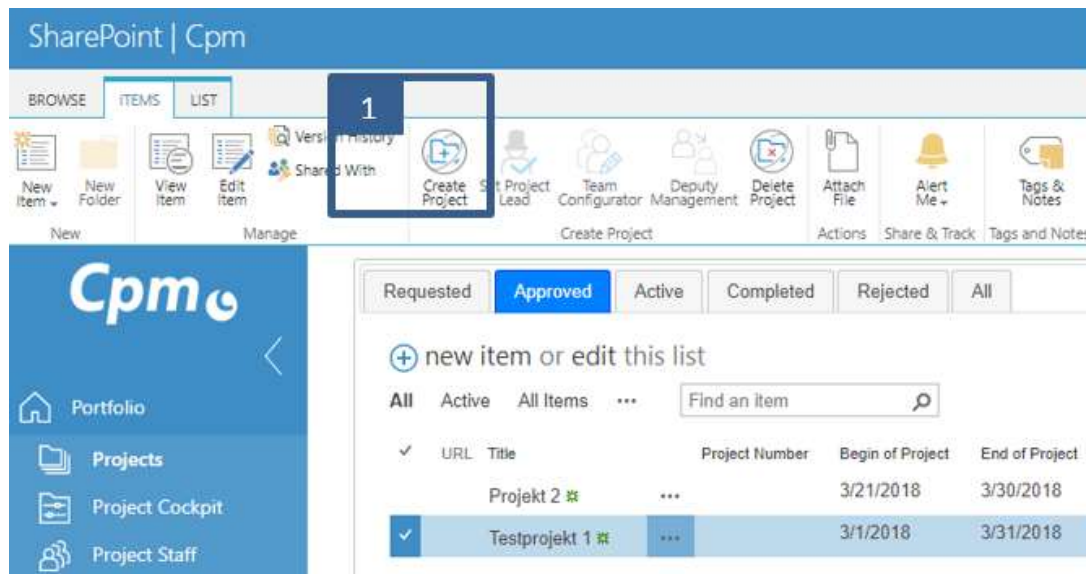 SharePoint | Cpm
BROWSE ITEMS LIST
1
Version History
Shared With
New Item
New Folder
View Item
Edit Item
Create Project
Set Project Lead
Team Configurator
Deputy Management
Delete Project
Attach File
Alert Me
Tags & Notes
New Manage Create Project Actions Share & Track Tags and Notes
Cpm
Requested Approved Active Completed Rejected All
new item or edit this list
All Active All Items ... Find an item
Portfolio
Projects
Project Cockpit
Project Staff
URL Title Project Number Begin of Project End of Project
Projekt 2 ... 3/21/2018 3/30/2018
Testprojekt 1 ... 3/1/2018 3/31/2018